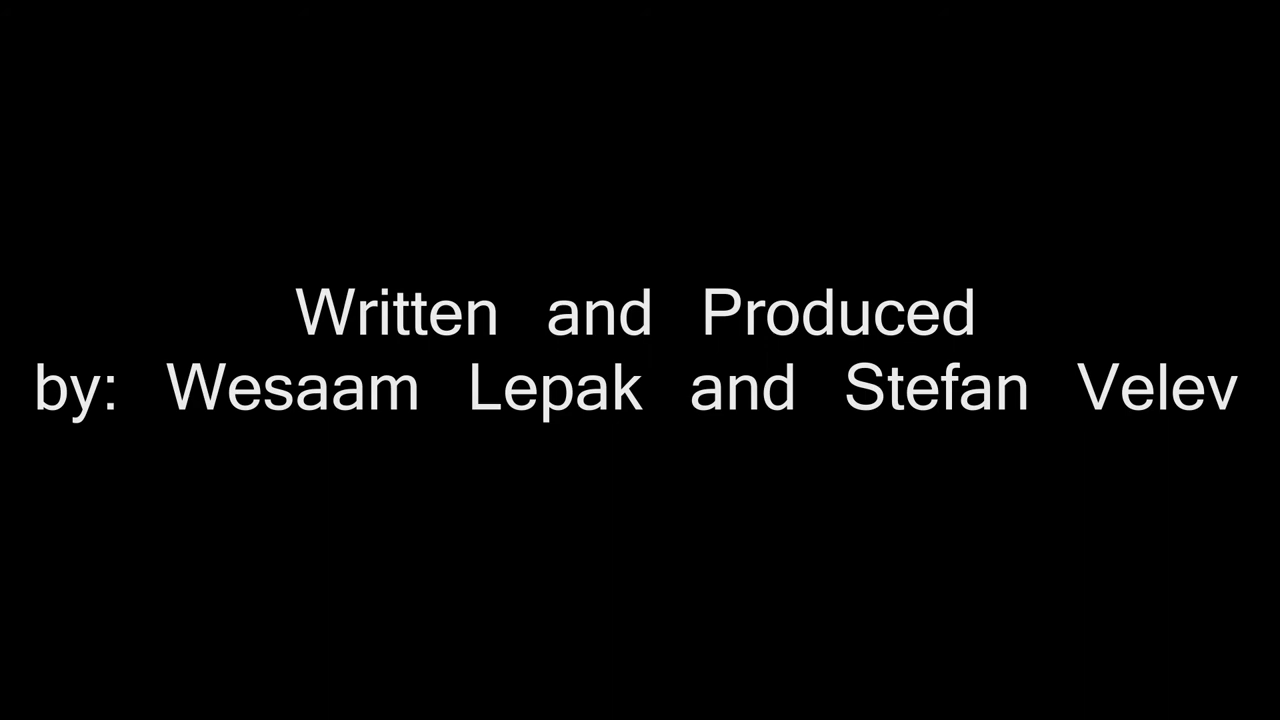 Written and Produced
by: Wesaam Lepak and Stefan Velev